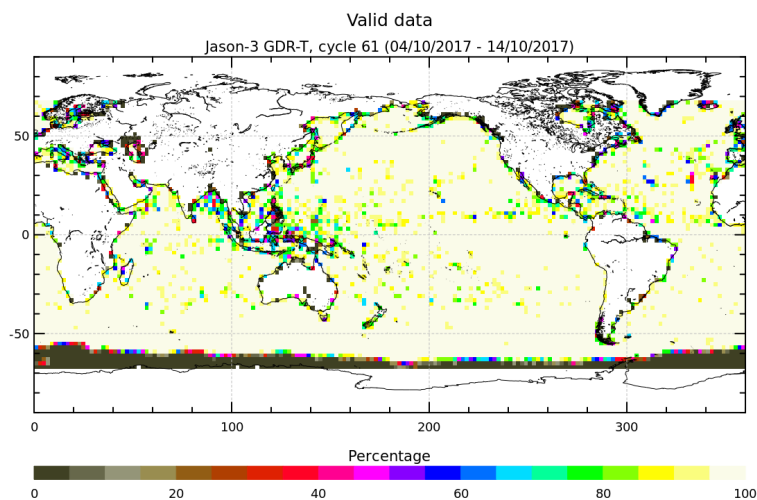 Valid data
Jason-3 GDR-T, cycle 61 (04/10/2017 - 14/10/2017)
50
0
-50
0 100 200 300
Percentage
0 20 40 60 80 100